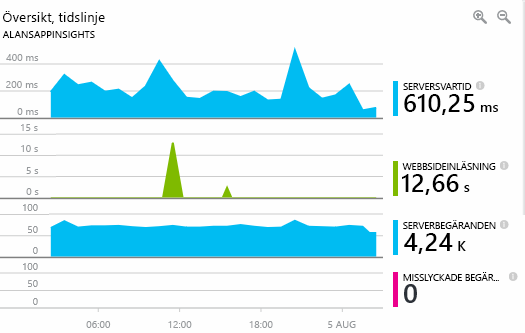 Översikt, tidslinje
ALANSAPPINSIGHTS
400 ms
200 ms
0 ms
SERVERSVARTID
610,25 ms
15 s
10 s
5 s
0 s
WEBBSIDEINLÄSNING
12,66 s
100
50
0
SERVERBEGÄRANDEN
4,24 K
100
50
0
MISSLYCKADE BEGÄR...
0
06:00 12:00 18:00 5 AUG